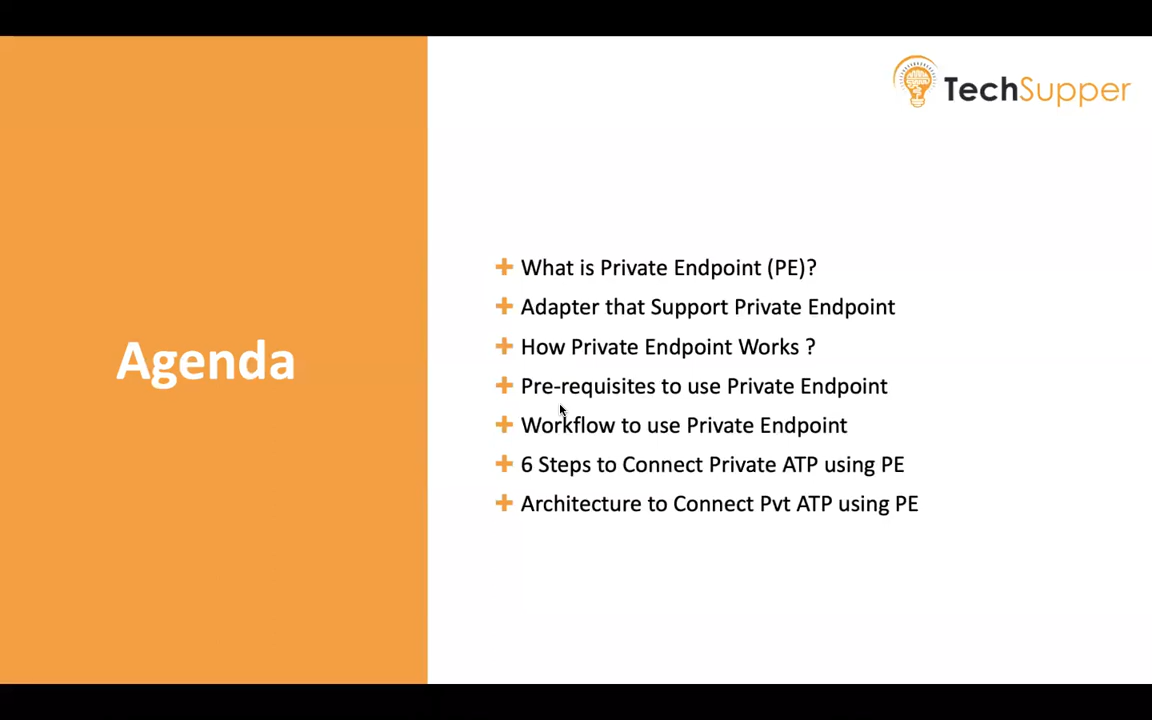 TechSupper
Agenda
What is Private Endpoint (PE)?
Adapter that Support Private Endpoint
How Private Endpoint Works ?
Pre-requisites to use Private Endpoint
Workflow to use Private Endpoint
6 Steps to Connect Private ATP using PE
Architecture to Connect Pvt ATP using PE